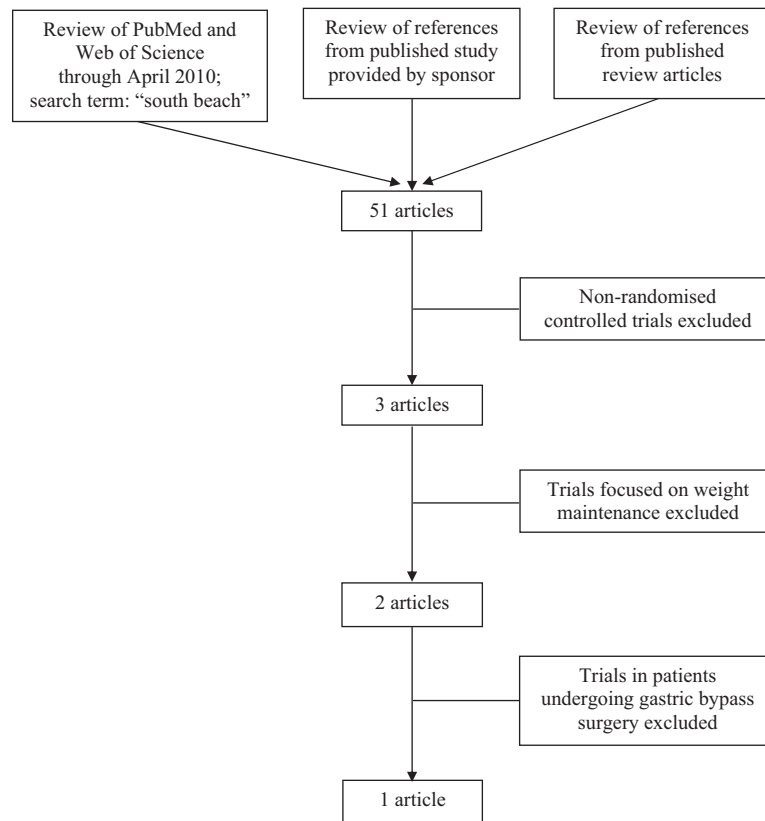 Review of PubMed and
Web of Science
through April 2010;
search term: “south beach”
Review of references
from published study
provided by sponsor
Review of references
from published
review articles
51 articles
Non-randomised
controlled trials excluded
3 articles
Trials focused on weight
maintenance excluded
2 articles
Trials in patients
undergoing gastric bypass
surgery excluded
1 article